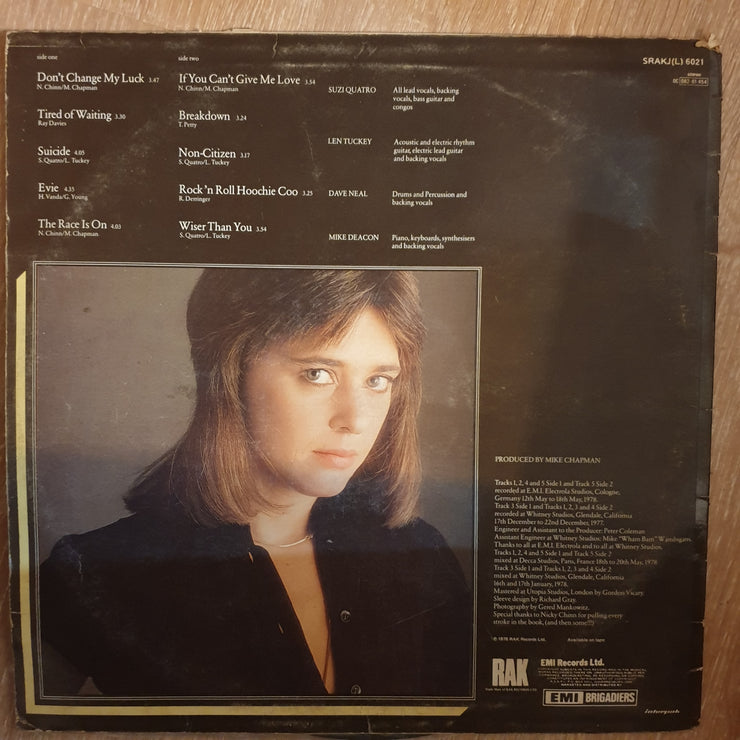 side one
Don't Change My Luck 3.47
N. Chinn/M. Chapman
Tired of Waiting 3.30
Ray Davies
Suicide 4.05
S. Quatro/L. Tuckey
Evie 4.35
H. Vanda/G. Young
The Race Is On 4.03
N. Chinn/M. Chapman
side two
If You Can't Give Me Love 3.54
N. Chinn/M. Chapman
Breakdown 3.24
T. Petty
Non-Citizen 3.17
S. Quatro/L. Tuckey
Rock 'n Roll Hoochie Coo 3.25
R. Derringer
Wiser Than You 3.54
S. Quatro/L. Tuckey
SUZI QUATRO
All lead vocals, backing
vocals, bass guitar and
congos
LEN TUCKEY
Acoustic and electric rhythm
guitar, electric lead guitar
and backing vocals
DAVE NEAL
Drums and Percussion and
backing vocals
MIKE DEACON
Piano, keyboards, synthesisers
and backing vocals
SRAKJ(L) 6021
stereo
PRODUCED BY MIKE CHAPMAN
Tracks 1, 2, 4 and 5 Side 1 and Track 5 Side 2
recorded at E.M.I. Electrola Studios, Cologne,
Germany 12th May to 18th May, 1978.
Track 3 Side 1 and Tracks 1, 2, 3 and 4 Side 2
recorded at Whitney Studios, Glendale, California
17th December to 22nd December, 1977.
Engineer and Assistant to the Producer: Peter Coleman
Assistant Engineer at Whitney Studios: Mike "Wham Bam"
Thanks to all at E.M.I. Electrola and to all at Whitney Studios.
Tracks 1, 2, 4 and 5 Side 1 and Track 5 Side 2
mixed at Decca Studios, Paris, France 18th to 20th May, 1978
Track 3 Side 1 and Tracks 1, 2, 3 and 4 Side 2
mixed at Whitney Studios, Glendale, California
16th and 17th January, 1978.
Mastered at Utopia Studios, London by Gordon Vicary.
Sleeve design by Richard Gray.
Photography by Gered Mankowitz.
Special thanks to Nicky Chinn for pulling every
stroke in the book, (and then some!!!)
℗ 1978 RAK Records Ltd. Available on tape
RAK
EMI Records Ltd.
EMI BRIGADIERS
interpak